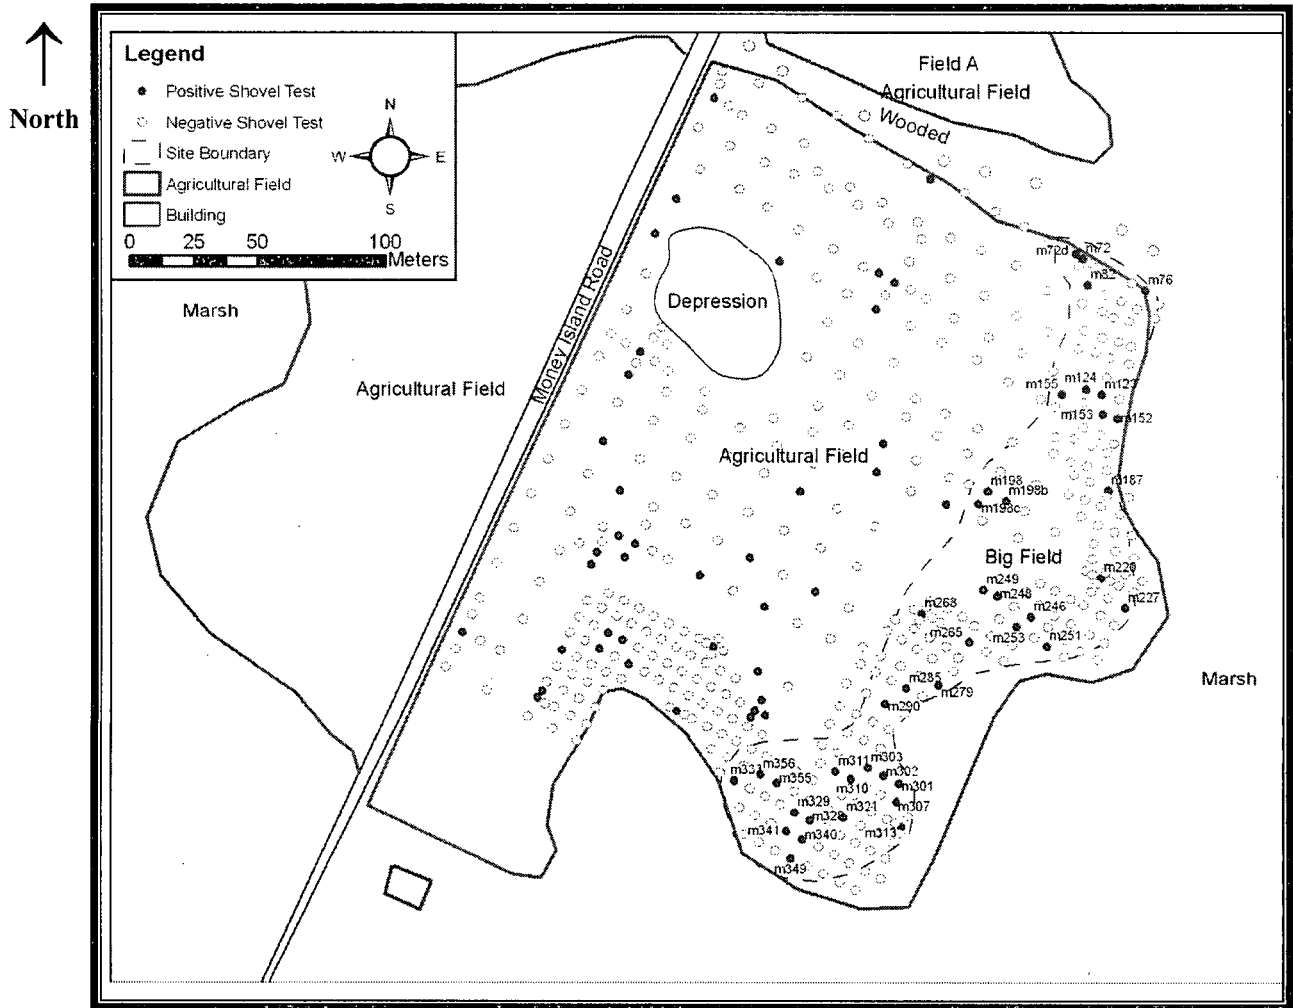 North
Legend
Positive Shovel Test
Negative Shovel Test
Site Boundary
Agricultural Field
Building
0 25 50 100
Meters
N
W E
S
Field A
Agricultural Field
Wooded
Money Island Road
Marsh
Depression
Agricultural Field
Agricultural Field
Big Field
Marsh
m72d
m72
m82
m76
m155
m124
m123
m153
m152
m187
m198
m198b
m198c
m220
m227
m249
m248
m246
m268
m265
m253
m251
m285
m279
m290
m356
m333
m355
m311
m303
m302
m310
m301
m307
m329
m328
m321
m313
m341
m340
m349